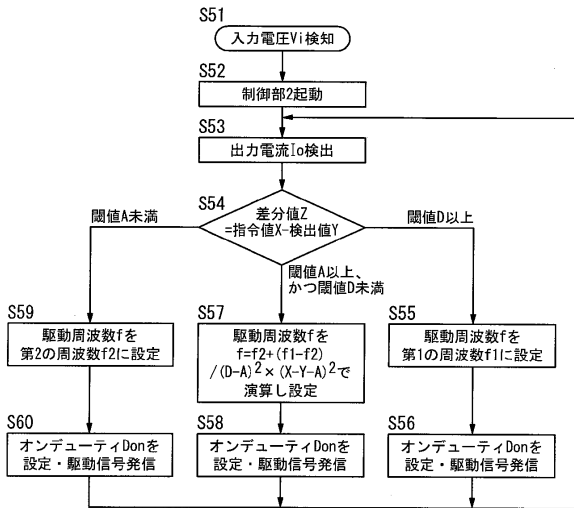 S51
入力電圧Vi検知
S52
制御部2起動
S53
出力電流Io検出
S54
差分値Z
=指令値X-検出値Y
閾値A未満
閾値D以上
閾値A以上、
かつ閾値D未満
S59
駆動周波数fを
第2の周波数f2に設定
S57
駆動周波数fを
f=f2+(f1-f2)
/(D-A)²×(X-Y-A)²で
演算し設定
S55
駆動周波数fを
第1の周波数f1に設定
S60
オンデューティDonを
設定・駆動信号発信
S58
オンデューティDonを
設定・駆動信号発信
S56
オンデューティDonを
設定・駆動信号発信